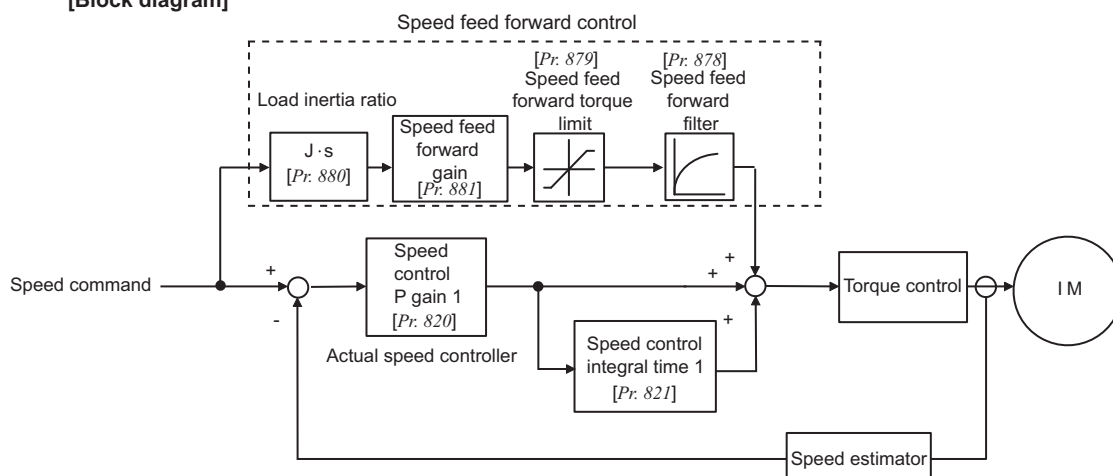 [Block diagram]
Speed feed forward control
[Pr. 879]
Speed feed
forward torque
limit
[Pr. 878]
Speed feed
forward
filter
Load inertia ratio
J·s
[Pr. 880]
Speed feed
forward
gain
[Pr. 881]
Speed command
+
-
Speed
control
P gain 1
[Pr. 820]
Actual speed controller
+
+
+
Speed control
integral time 1
[Pr. 821]
Torque control
IM
Speed estimator